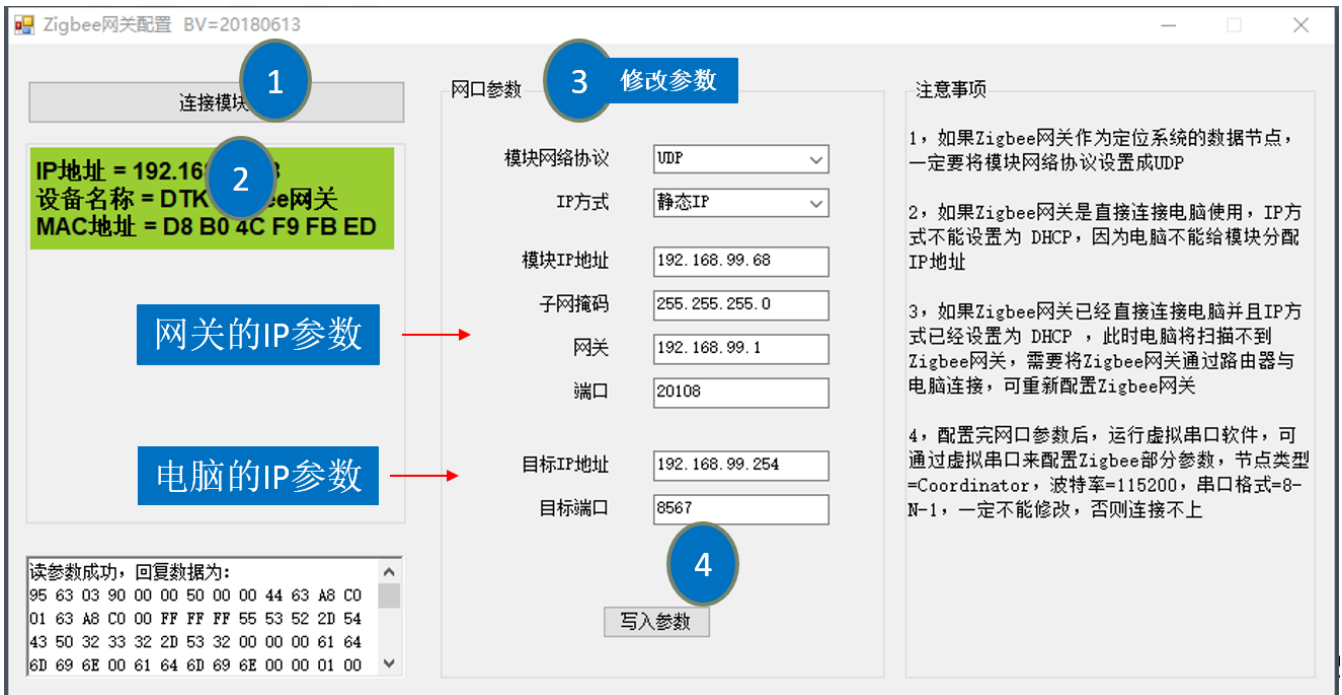 Zigbee网关配置 BV=20180613
1
连接模块
2
IP地址 = 192.16
设备名称 = DTK ee网关
MAC地址 = D8 B0 4C F9 FB ED
网关的IP参数
电脑的IP参数
读参数成功，回复数据为:
95 63 03 90 00 00 50 00 00 44 63 A8 C0
01 63 A8 C0 00 FF FF FF 55 53 52 2D 54
43 50 32 33 32 2D 53 32 00 00 00 61 64
6D 69 6E 00 61 64 6D 69 6E 00 00 01 00
网口参数
3 修改参数
模块网络协议 UDP
IP方式 静态IP
模块IP地址 192.168.99.68
子网掩码 255.255.255.0
网关 192.168.99.1
端口 20108
目标IP地址 192.168.99.254
目标端口 8567
4
写入参数
注意事项
1，如果Zigbee网关作为定位系统的数据节点，
一定要将模块网络协议设置成UDP
2，如果Zigbee网关是直接连接电脑使用，IP方
式不能设置为 DHCP，因为电脑不能给模块分配
IP地址
3，如果Zigbee网关已经直接连接电脑并且IP方
式已经设置为 DHCP ，此时电脑将扫描不到
Zigbee网关，需要将Zigbee网关通过路由器与
电脑连接，可重新配置Zigbee网关
4，配置完网口参数后，运行虚拟串口软件，可
通过虚拟串口来配置Zigbee部分参数，节点类型
=Coordinator，波特率=115200，串口格式=8-
N-1，一定不能修改，否则连接不上